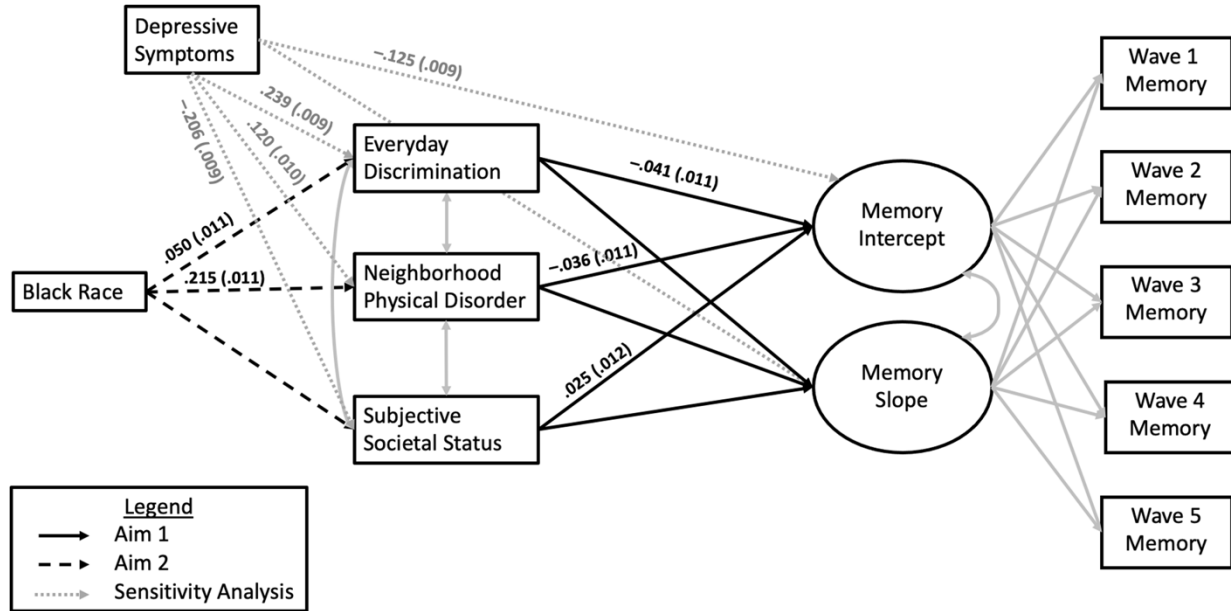 Depressive
Symptoms
−.125 (.009)
.239 (.009)
.120 (.010)
−.206 (.009)
Everyday
Discrimination
−.041 (.011)
.050 (.011)
Black Race
.215 (.011)
Neighborhood
Physical Disorder
−.036 (.011)
.025 (.012)
Subjective
Societal Status
Memory
Intercept
Memory
Slope
Wave 1
Memory
Wave 2
Memory
Wave 3
Memory
Wave 4
Memory
Wave 5
Memory
Legend
Aim 1
Aim 2
Sensitivity Analysis